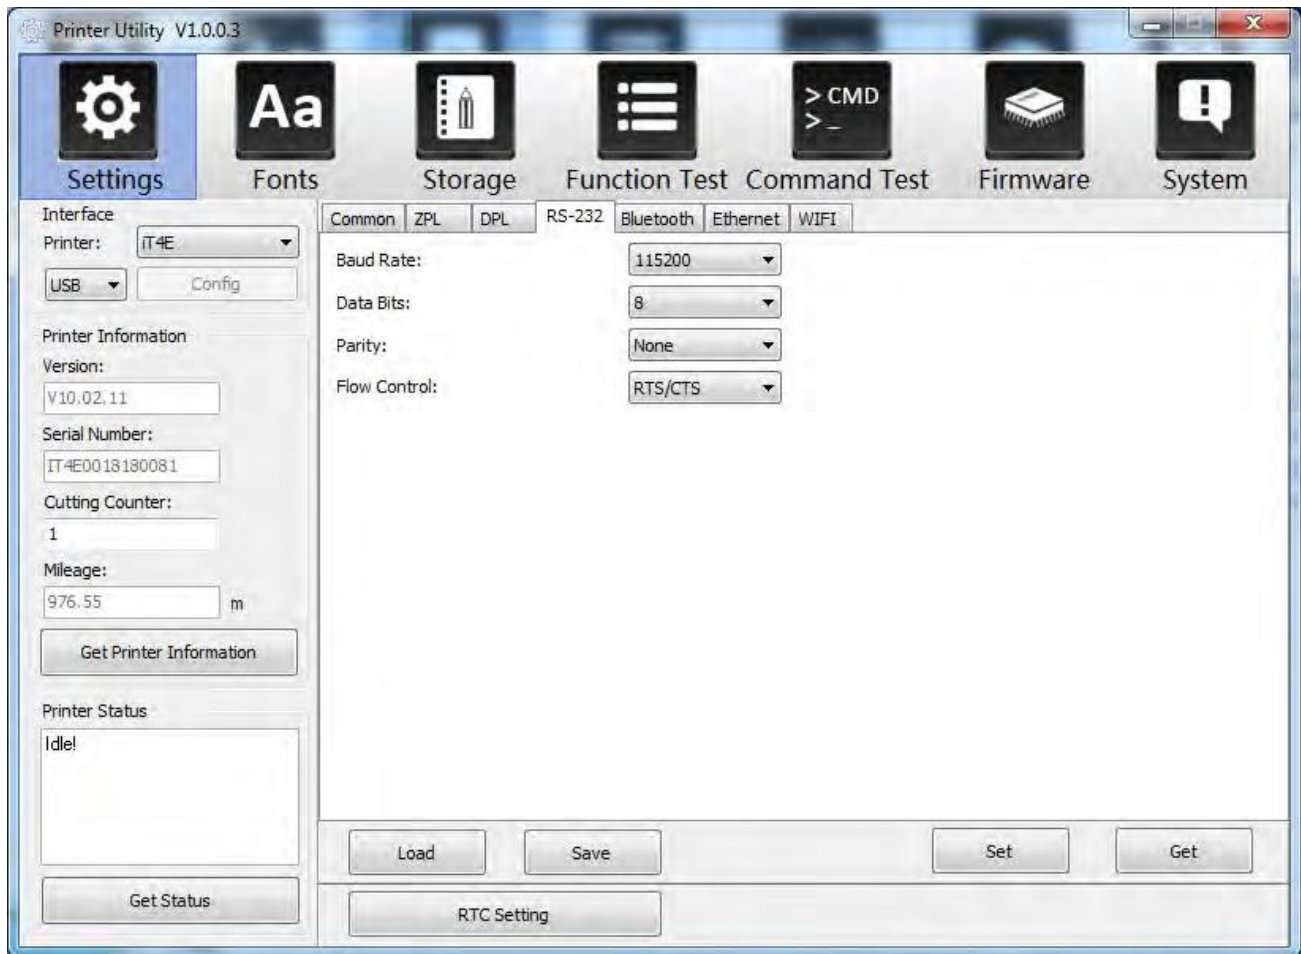 Printer Utility V1.0.0.3
Aa
> CMD
>_
Settings Fonts Storage Function Test Command Test Firmware System
Interface
Printer: iT4E
USB Config
Printer Information
Version:
V10.02.11
Serial Number:
IT4E0018180081
Cutting Counter:
1
Mileage:
976.55 m
Get Printer Information
Printer Status
Idle!
Get Status
Common ZPL DPL RS-232 Bluetooth Ethernet WIFI
Baud Rate: 115200
Data Bits: 8
Parity: None
Flow Control: RTS/CTS
Load Save Set Get
RTC Setting